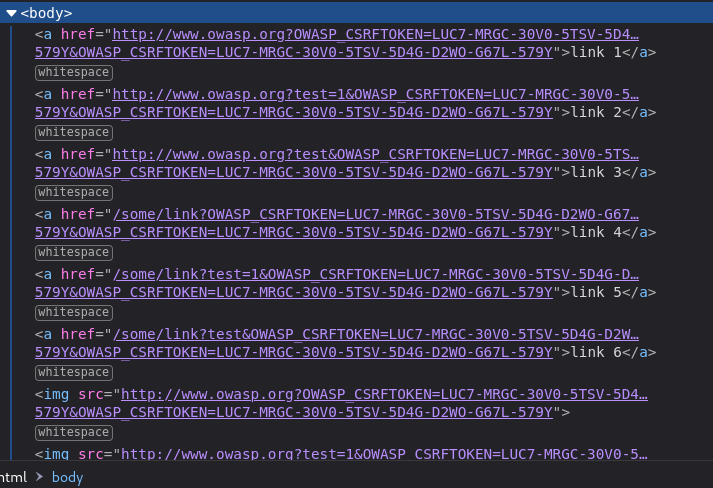 <body>
<a href="http://www.owasp.org?OWASP_CSRFTOKEN=LUC7-MRGC-30V0-5TSV-5D4…
579Y&OWASP_CSRFTOKEN=LUC7-MRGC-30V0-5TSV-5D4G-D2WO-G67L-579Y">link 1</a>
whitespace
<a href="http://www.owasp.org?test=1&OWASP_CSRFTOKEN=LUC7-MRGC-30V0-5…
579Y&OWASP_CSRFTOKEN=LUC7-MRGC-30V0-5TSV-5D4G-D2WO-G67L-579Y">link 2</a>
whitespace
<a href="http://www.owasp.org?test&OWASP_CSRFTOKEN=LUC7-MRGC-30V0-5TS…
579Y&OWASP_CSRFTOKEN=LUC7-MRGC-30V0-5TSV-5D4G-D2WO-G67L-579Y">link 3</a>
whitespace
<a href="/some/link?OWASP_CSRFTOKEN=LUC7-MRGC-30V0-5TSV-5D4G-D2WO-G67…
579Y&OWASP_CSRFTOKEN=LUC7-MRGC-30V0-5TSV-5D4G-D2WO-G67L-579Y">link 4</a>
whitespace
<a href="/some/link?test=1&OWASP_CSRFTOKEN=LUC7-MRGC-30V0-5TSV-5D4G-D…
579Y&OWASP_CSRFTOKEN=LUC7-MRGC-30V0-5TSV-5D4G-D2WO-G67L-579Y">link 5</a>
whitespace
<a href="/some/link?test&OWASP_CSRFTOKEN=LUC7-MRGC-30V0-5TSV-5D4G-D2W…
579Y&OWASP_CSRFTOKEN=LUC7-MRGC-30V0-5TSV-5D4G-D2WO-G67L-579Y">link 6</a>
whitespace
<img src="http://www.owasp.org?OWASP_CSRFTOKEN=LUC7-MRGC-30V0-5TSV-5D4…
579Y&OWASP_CSRFTOKEN=LUC7-MRGC-30V0-5TSV-5D4G-D2WO-G67L-579Y">
whitespace
<img src="http://www.owasp.org?test=1&OWASP_CSRFTOKEN=LUC7-MRGC-30V0-5…
html > body